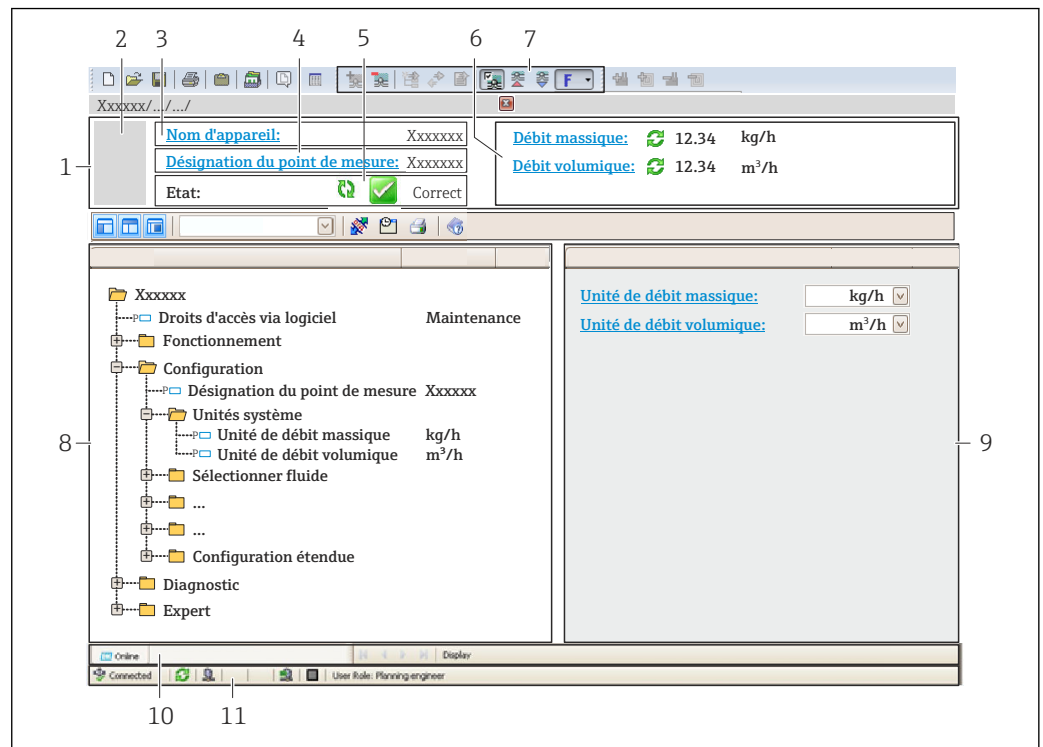 2 3 4 5 6 7
F
Xxxxxx/.../.../
1
Nom d'appareil: Xxxxxxx
Désignation du point de mesure: Xxxxxxx
Etat: Correct
Débit massique: 12.34 kg/h
Débit volumique: 12.34 m³/h
Xxxxxx
P Droits d'accès via logiciel Maintenance
Fonctionnement
Configuration
P Désignation du point de mesure Xxxxxx
Unités système
P Unité de débit massique kg/h
P Unité de débit volumique m³/h
Sélectionner fluide
...
...
Configuration étendue
Diagnostic
Expert
8
Unité de débit massique: kg/h
Unité de débit volumique: m³/h
9
Online Display
Connected User Role: Planning engineer
10 11